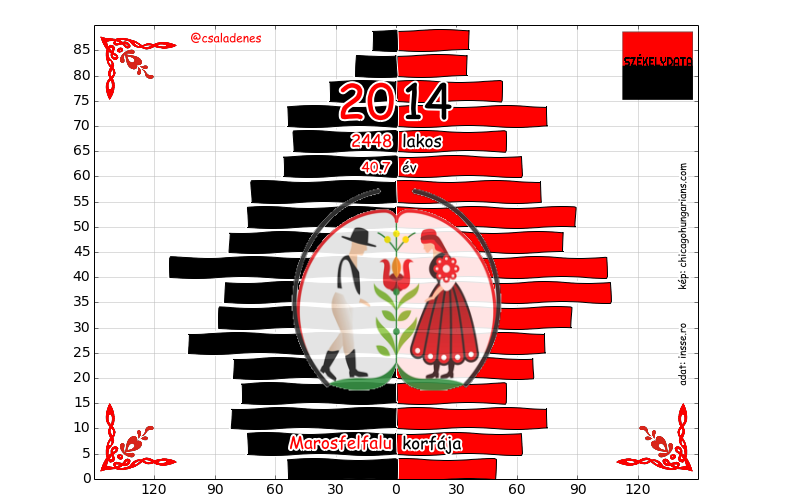 @csaladenes
SZÉKELYDATA
2014
2448 lakos
40.7 év
kép: chicagohungarians.com
adat: insse.ro
Marosfelfalu korfája
85
80
75
70
65
60
55
50
45
40
35
30
25
20
15
10
5
0
120 90 60 30 0 30 60 90 120